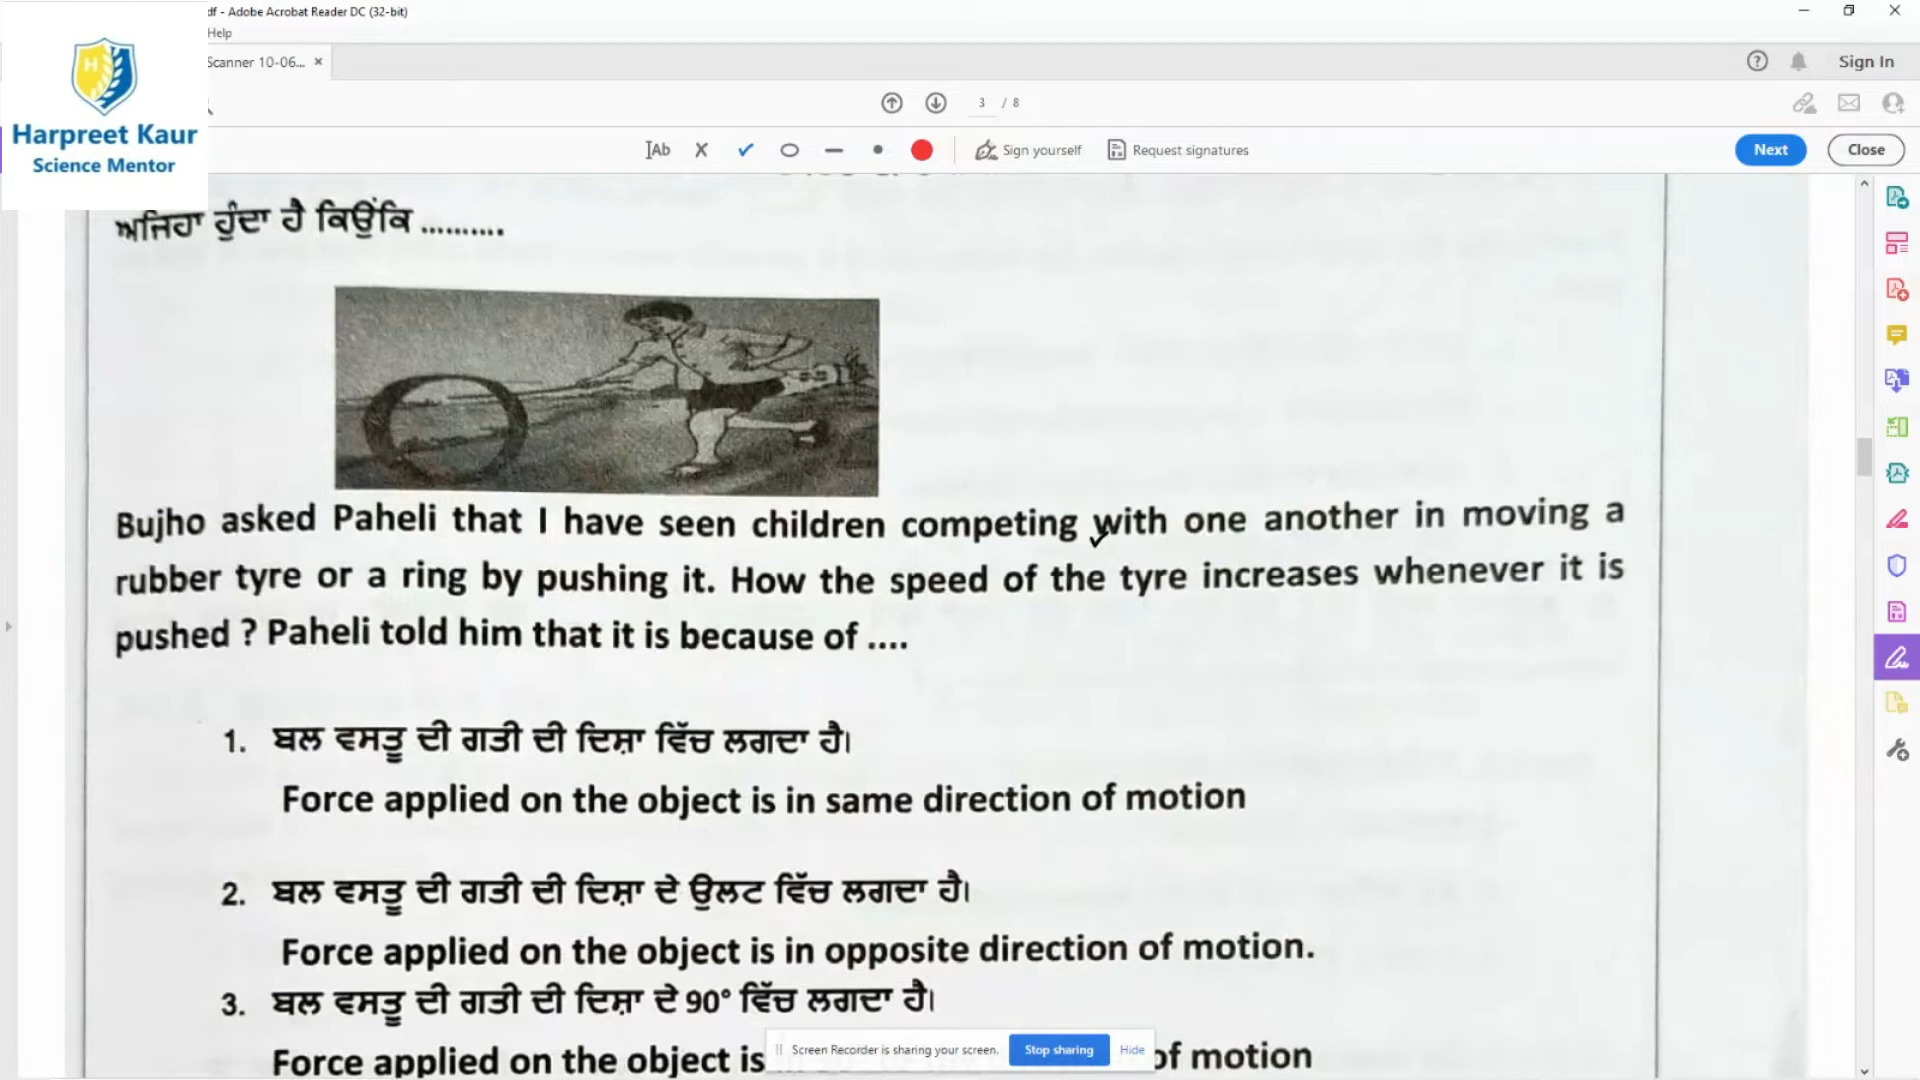 df - Adobe Acrobat Reader DC (32-bit)
Help
Scanner 10-06... ×
Sign In
3 / 8
H
Harpreet Kaur
Science Mentor
Ab
Sign yourself
Request signatures
Next
Close
ਅਜਿਹਾ ਹੁੰਦਾ ਹੈ ਕਿਉਂਕਿ ..........
Bujho asked Paheli that I have seen children competing with one another in moving a
rubber tyre or a ring by pushing it. How the speed of the tyre increases whenever it is
pushed ? Paheli told him that it is because of ....
1. ਬਲ ਵਸਤੂ ਦੀ ਗਤੀ ਦੀ ਦਿਸ਼ਾ ਵਿੱਚ ਲਗਦਾ ਹੈ।
Force applied on the object is in same direction of motion
2. ਬਲ ਵਸਤੂ ਦੀ ਗਤੀ ਦੀ ਦਿਸ਼ਾ ਦੇ ਉਲਟ ਵਿੱਚ ਲਗਦਾ ਹੈ।
Force applied on the object is in opposite direction of motion.
3. ਬਲ ਵਸਤੂ ਦੀ ਗਤੀ ਦੀ ਦਿਸ਼ਾ ਦੇ 90° ਵਿੱਚ ਲਗਦਾ ਹੈ।
Force applied on the object is of motion
Screen Recorder is sharing your screen. Stop sharing Hide